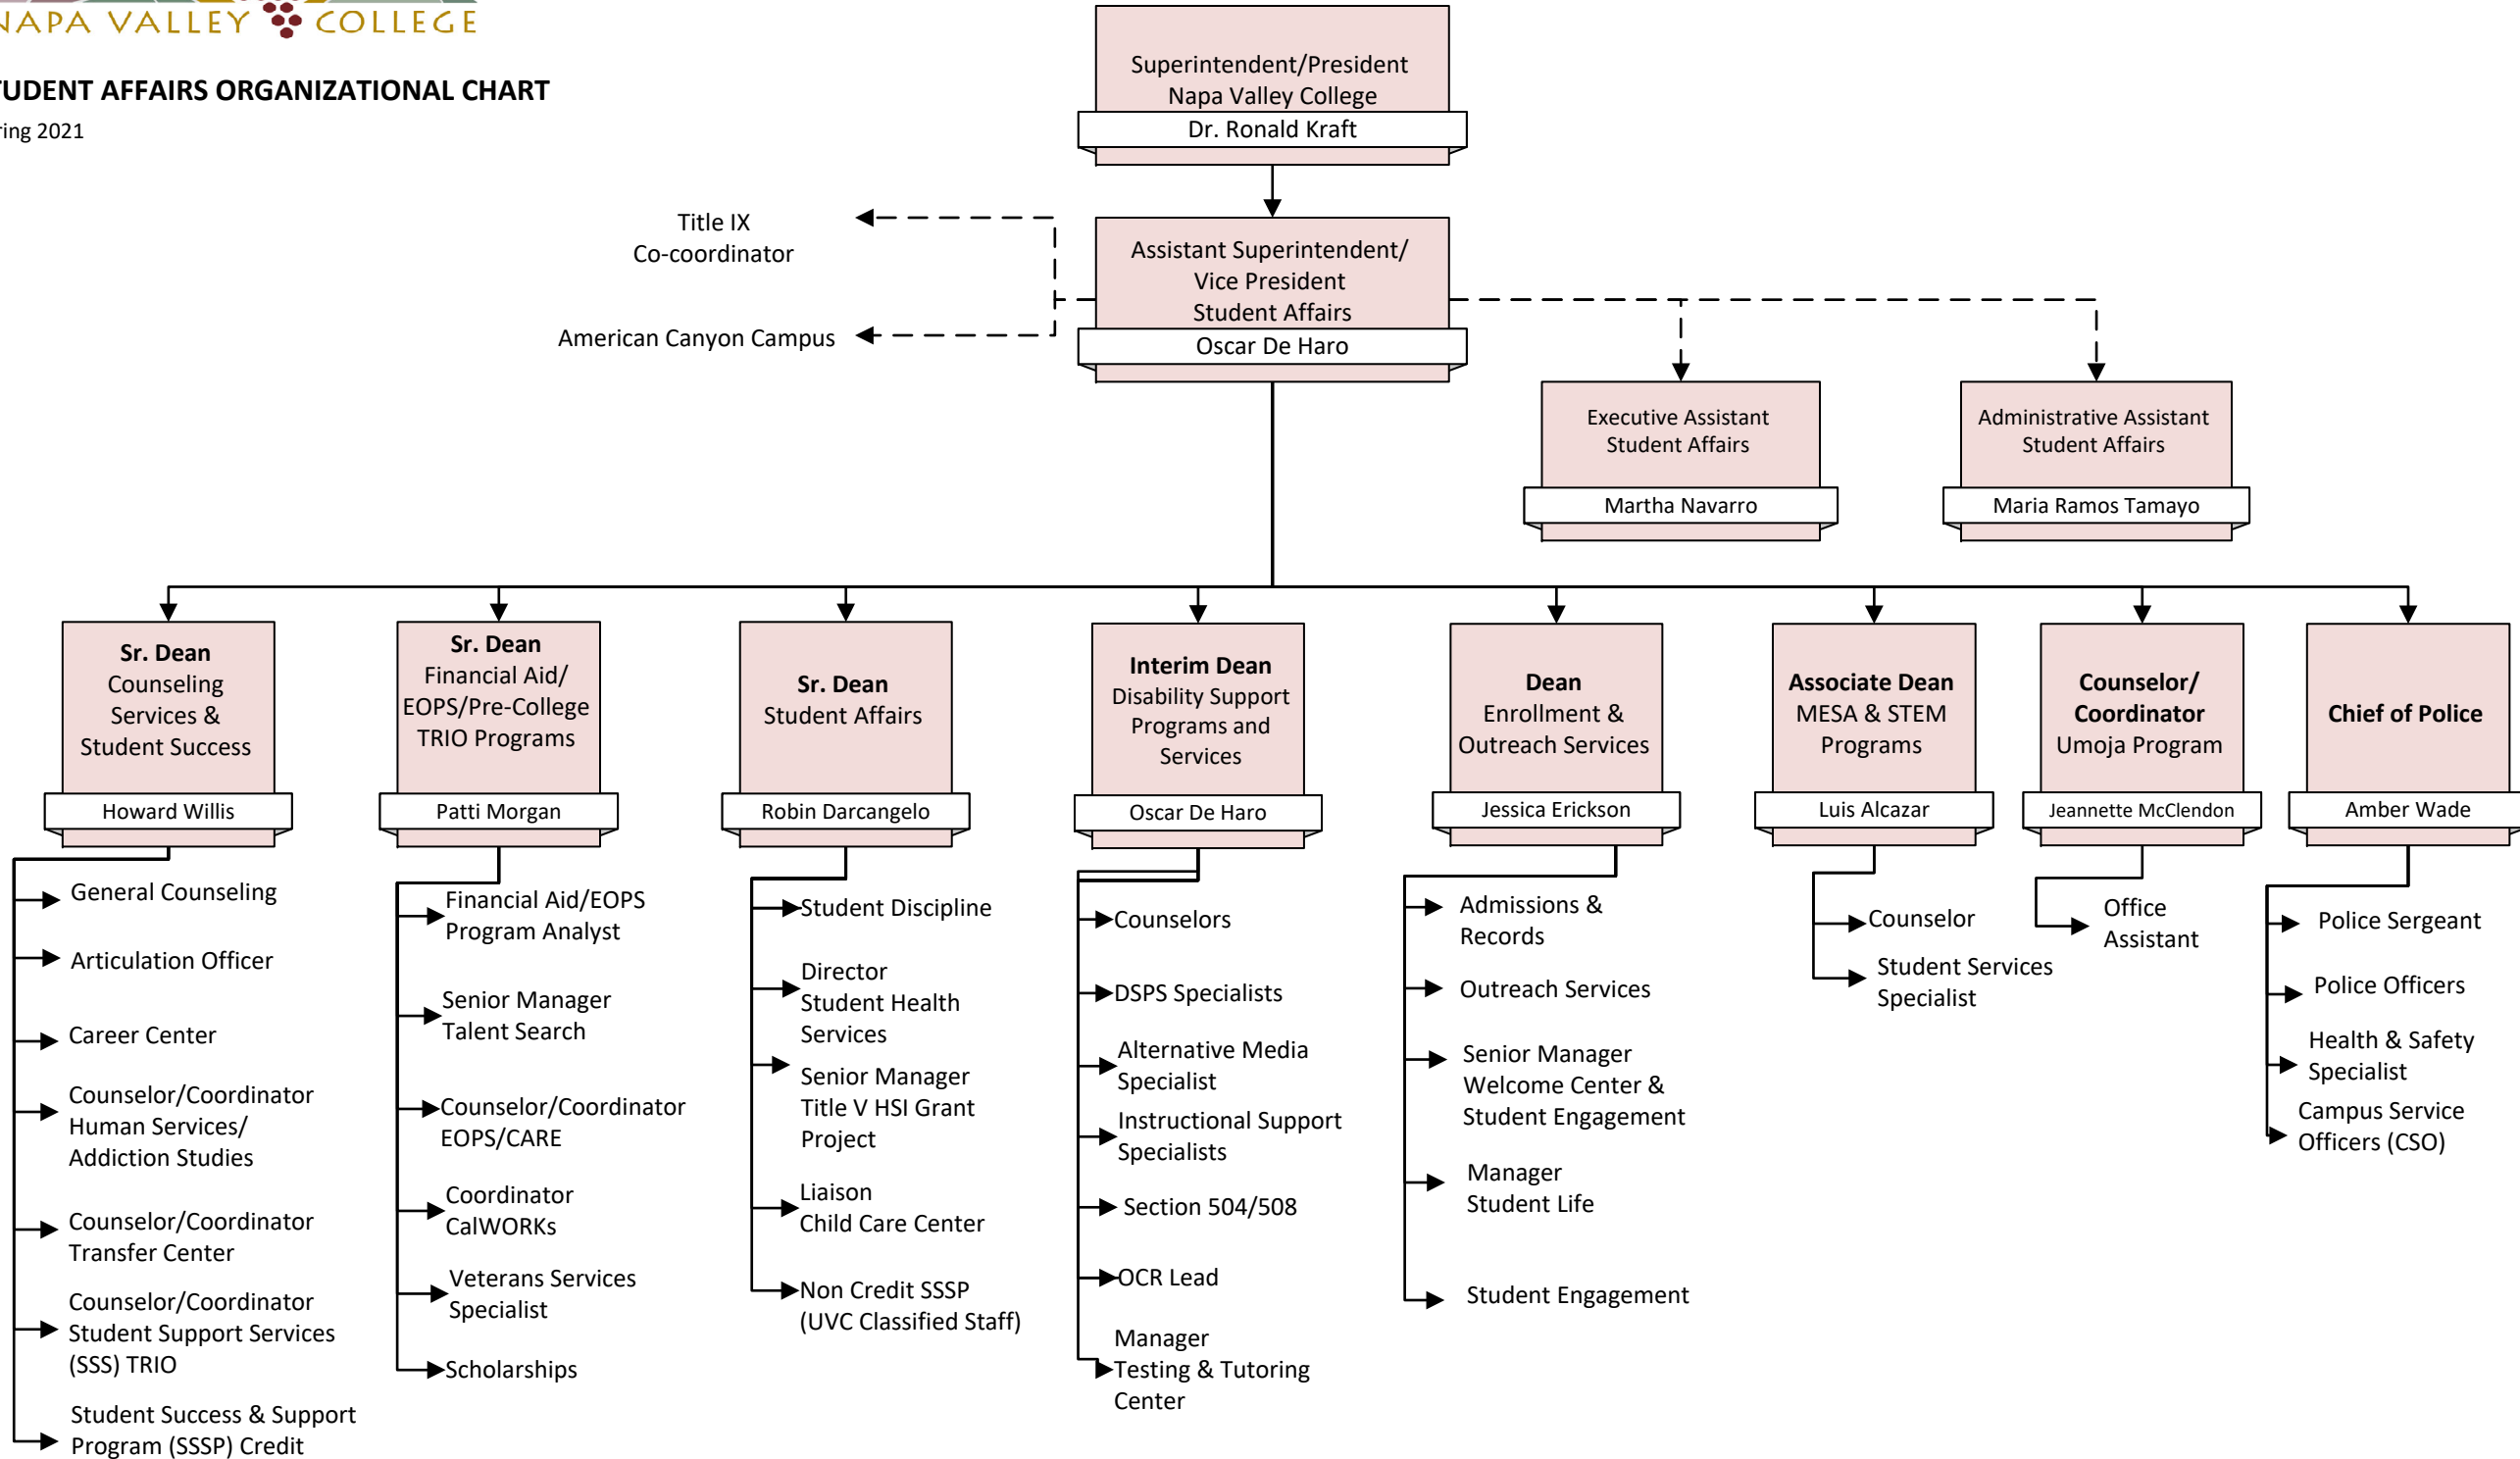 NAPA VALLEY COLLEGE
TUDENT AFFAIRS ORGANIZATIONAL CHART
ring 2021
Superintendent/President
Napa Valley College
Dr. Ronald Kraft
Title IX
Co-coordinator
American Canyon Campus
Assistant Superintendent/
Vice President
Student Affairs
Oscar De Haro
Executive Assistant
Student Affairs
Martha Navarro
Administrative Assistant
Student Affairs
Maria Ramos Tamayo
Sr. Dean
Counseling
Services &
Student Success
Howard Willis
General Counseling
Articulation Officer
Career Center
Counselor/Coordinator
Human Services/
Addiction Studies
Counselor/Coordinator
Transfer Center
Counselor/Coordinator
Student Support Services
(SSS) TRIO
Student Success & Support
Program (SSSP) Credit
Sr. Dean
Financial Aid/
EOPS/Pre-College
TRIO Programs
Patti Morgan
Financial Aid/EOPS
Program Analyst
Senior Manager
Talent Search
Counselor/Coordinator
EOPS/CARE
Coordinator
CalWORKs
Veterans Services
Specialist
Scholarships
Sr. Dean
Student Affairs
Robin Darcangelo
Student Discipline
Director
Student Health
Services
Senior Manager
Title V HSI Grant
Project
Liaison
Child Care Center
Non Credit SSSP
(UVC Classified Staff)
Interim Dean
Disability Support
Programs and
Services
Oscar De Haro
Counselors
DSPS Specialists
Alternative Media
Specialist
Instructional Support
Specialists
Section 504/508
OCR Lead
Manager
Testing & Tutoring
Center
Dean
Enrollment &
Outreach Services
Jessica Erickson
Admissions &
Records
Outreach Services
Senior Manager
Welcome Center &
Student Engagement
Manager
Student Life
Student Engagement
Associate Dean
MESA & STEM
Programs
Luis Alcazar
Counselor
Student Services
Specialist
Counselor/
Coordinator
Umoja Program
Jeannette McClendon
Office
Assistant
Chief of Police
Amber Wade
Police Sergeant
Police Officers
Health & Safety
Specialist
Campus Service
Officers (CSO)